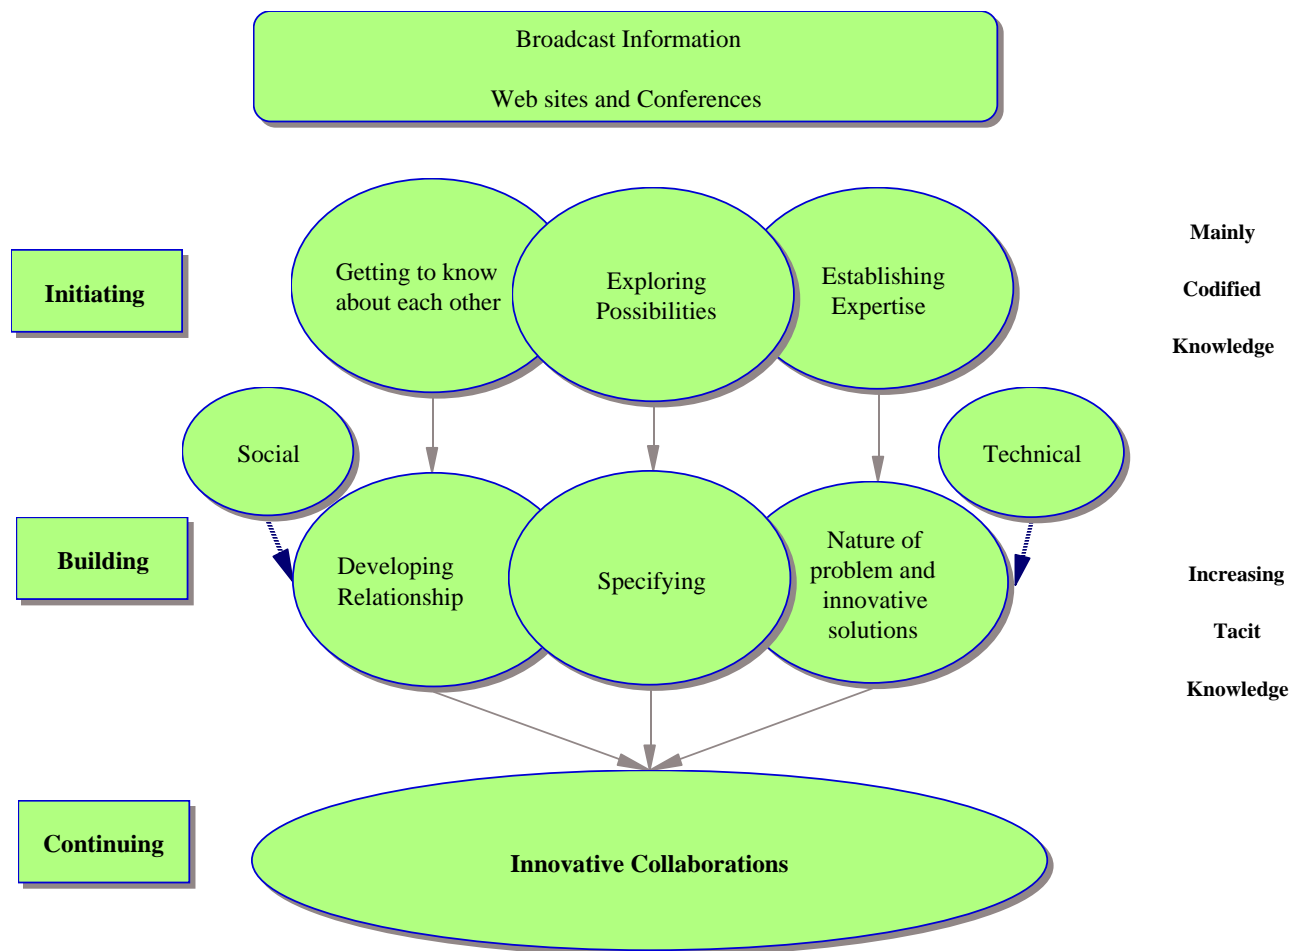 Broadcast Information
Web sites and Conferences
Initiating
Getting to know
about each other
Exploring
Possibilities
Establishing
Expertise
Mainly
Codified
Knowledge
Social
Technical
Building
Developing
Relationship
Specifying
Nature of
problem and
innovative
solutions
Increasing
Tacit
Knowledge
Continuing
Innovative Collaborations